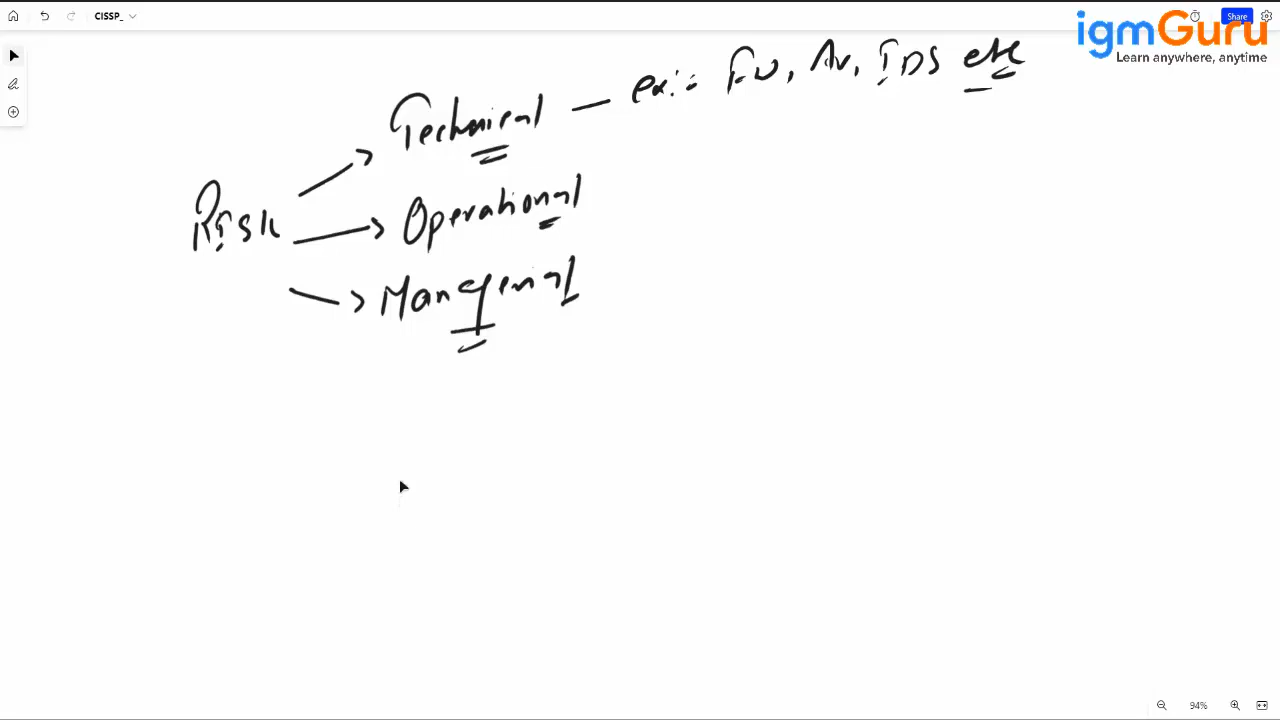 CISSP_
Share
igmGuru
Learn anywhere, anytime
Technical — ex:- FW, AV, IDS etc
Risk
Operational
Managerial
94%